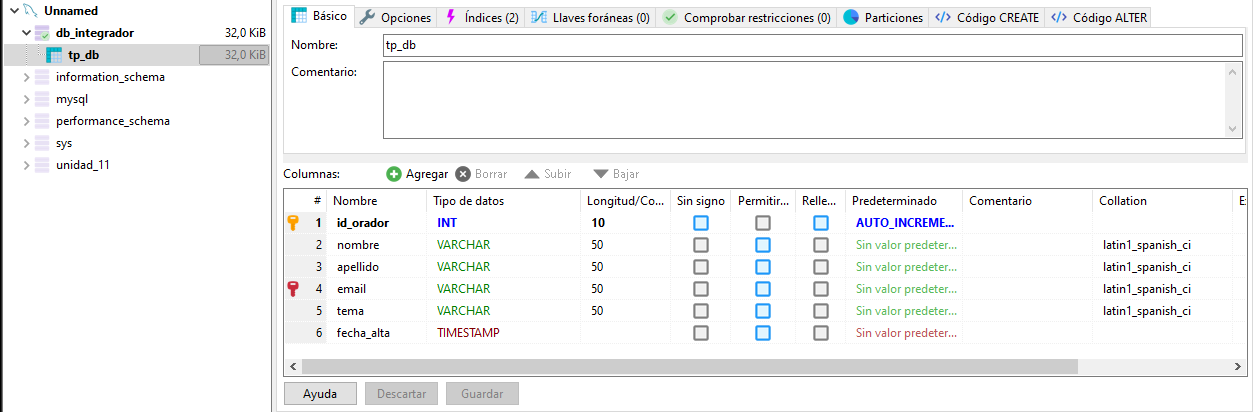 Unnamed
db_integrador 32,0 KiB
tp_db 32,0 KiB
information_schema
mysql
performance_schema
sys
unidad_11
Básico Opciones Índices (2) Llaves foráneas (0) Comprobar restricciones (0) Particiones Código CREATE Código ALTER
Nombre: tp_db
Comentario:
Columnas: Agregar Borrar Subir Bajar
# Nombre Tipo de datos Longitud/Co... Sin signo Permitir... Relle... Predeterminado Comentario Collation E
1 id_orador INT 10 AUTO_INCREME...
2 nombre VARCHAR 50 Sin valor predeter... latin1_spanish_ci
3 apellido VARCHAR 50 Sin valor predeter... latin1_spanish_ci
4 email VARCHAR 50 Sin valor predeter... latin1_spanish_ci
5 tema VARCHAR 50 Sin valor predeter... latin1_spanish_ci
6 fecha_alta TIMESTAMP Sin valor predeter...
Ayuda Descartar Guardar